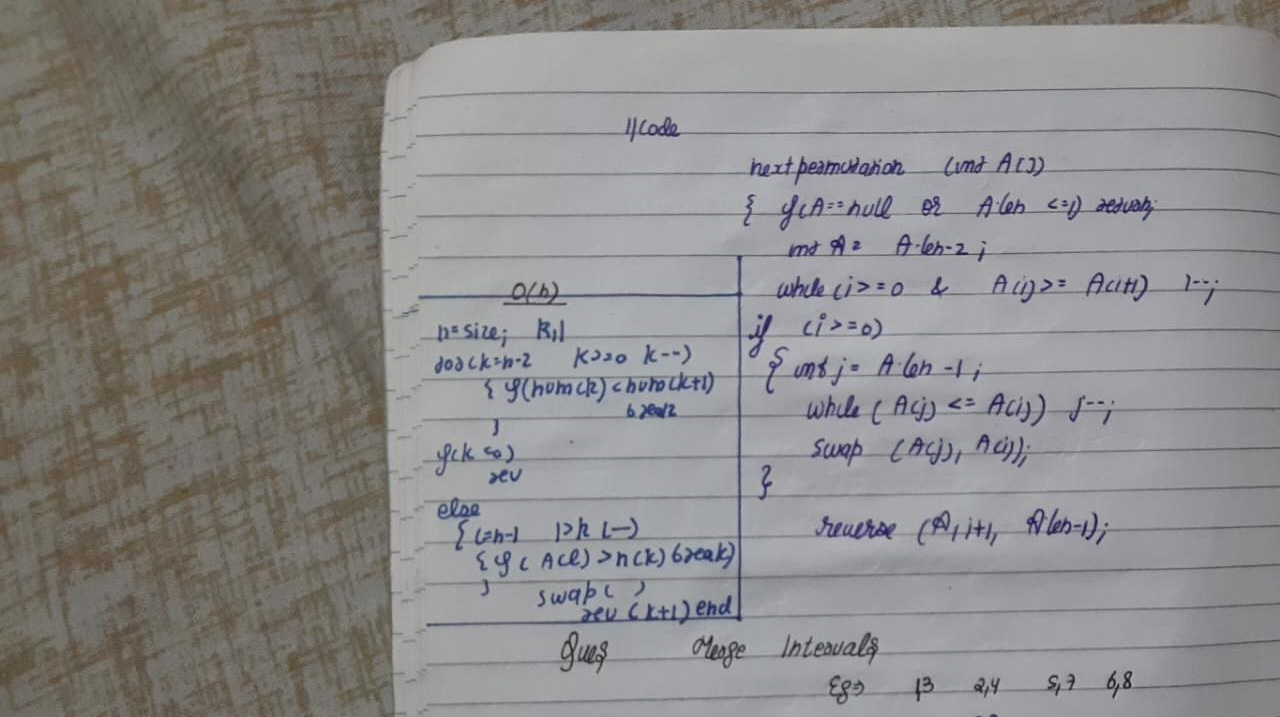 //Code
next permutation (int A[])
{ if(A==null or A.len <=1) return;
int A= A.len-2;
while(i>=0 & A[i]>= A[i+1]) i--;
if (i>=0)
{ int j= A.len -1;
while( A[j] <= A[i]) j--;
swap (A[j], A[i]);
}
reverse (A, i+1, A.len-1);
O(n)
n=size; k,l
for(k=n-2 k>=0 k--)
{ if(num(k)<num(k+1)
break
}
if(k<0)
rev
else
{ l=n-1 l>k l--)
{ if( A(l)>n(k) break)
} swap( )
rev (k+1) end
Ques Merge Intervals
Eg→ 1,3 2,4 5,7 6,8